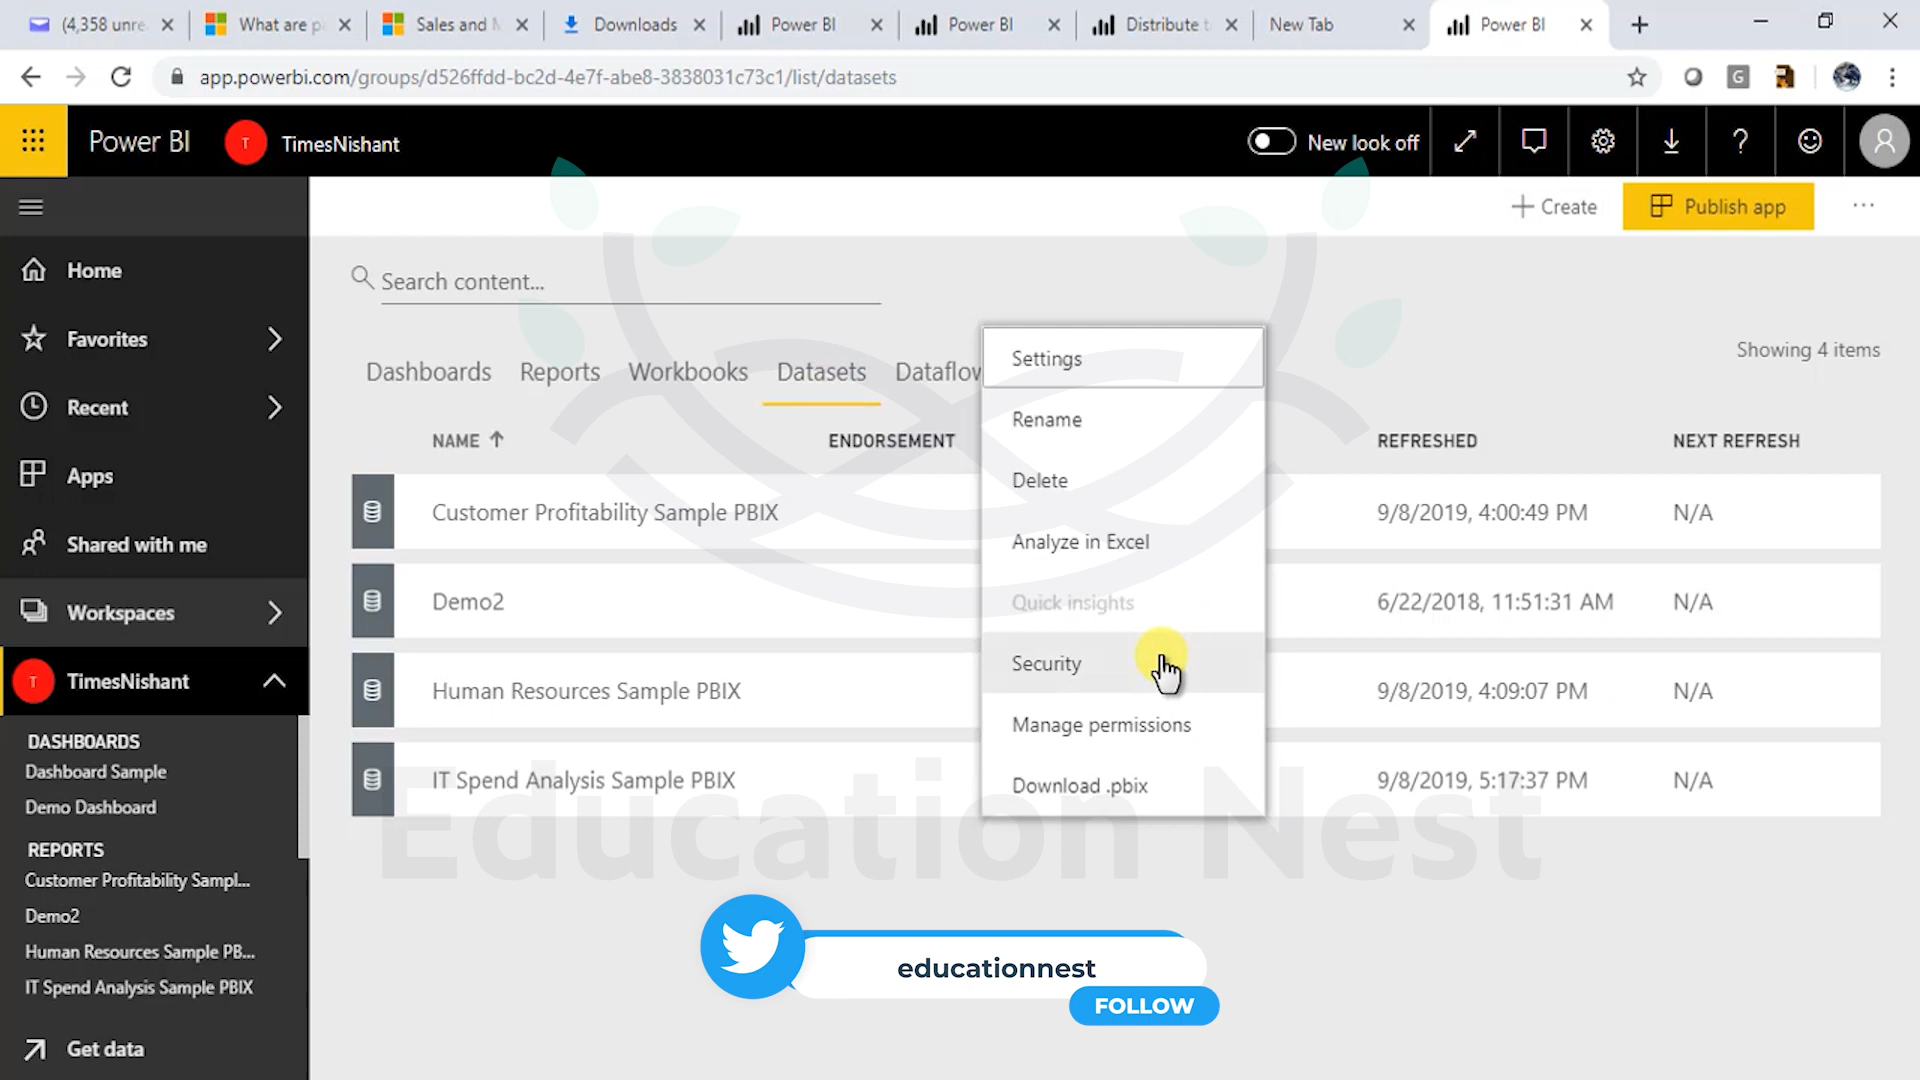 (4,358 unre
What are p
Sales and M
Downloads
Power BI
Power BI
Distribute t
New Tab
Power BI
app.powerbi.com/groups/d526ffdd-bc2d-4e7f-abe8-3838031c73c1/list/datasets
G
Power BI
T
TimesNishant
New look off
?
Create
Publish app
Home
Favorites
Recent
Apps
Shared with me
Workspaces
T
TimesNishant
DASHBOARDS
Dashboard Sample
Demo Dashboard
REPORTS
Customer Profitability Sampl...
Demo2
Human Resources Sample PB...
IT Spend Analysis Sample PBIX
Get data
Search content...
Showing 4 items
Dashboards Reports Workbooks Datasets Dataflow
NAME ENDORSEMENT REFRESHED NEXT REFRESH
Customer Profitability Sample PBIX 9/8/2019, 4:00:49 PM N/A
Demo2 6/22/2018, 11:51:31 AM N/A
Human Resources Sample PBIX 9/8/2019, 4:09:07 PM N/A
IT Spend Analysis Sample PBIX 9/8/2019, 5:17:37 PM N/A
Settings
Rename
Delete
Analyze in Excel
Quick insights
Security
Manage permissions
Download .pbix
Education Nest
educationnest
FOLLOW